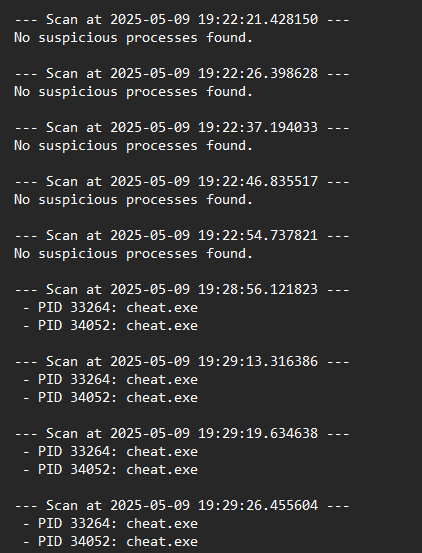 --- Scan at 2025-05-09 19:22:21.428150 ---
No suspicious processes found.
--- Scan at 2025-05-09 19:22:26.398628 ---
No suspicious processes found.
--- Scan at 2025-05-09 19:22:37.194033 ---
No suspicious processes found.
--- Scan at 2025-05-09 19:22:46.835517 ---
No suspicious processes found.
--- Scan at 2025-05-09 19:22:54.737821 ---
No suspicious processes found.
--- Scan at 2025-05-09 19:28:56.121823 ---
- PID 33264: cheat.exe
- PID 34052: cheat.exe
--- Scan at 2025-05-09 19:29:13.316386 ---
- PID 33264: cheat.exe
- PID 34052: cheat.exe
--- Scan at 2025-05-09 19:29:19.634638 ---
- PID 33264: cheat.exe
- PID 34052: cheat.exe
--- Scan at 2025-05-09 19:29:26.455604 ---
- PID 33264: cheat.exe
- PID 34052: cheat.exe